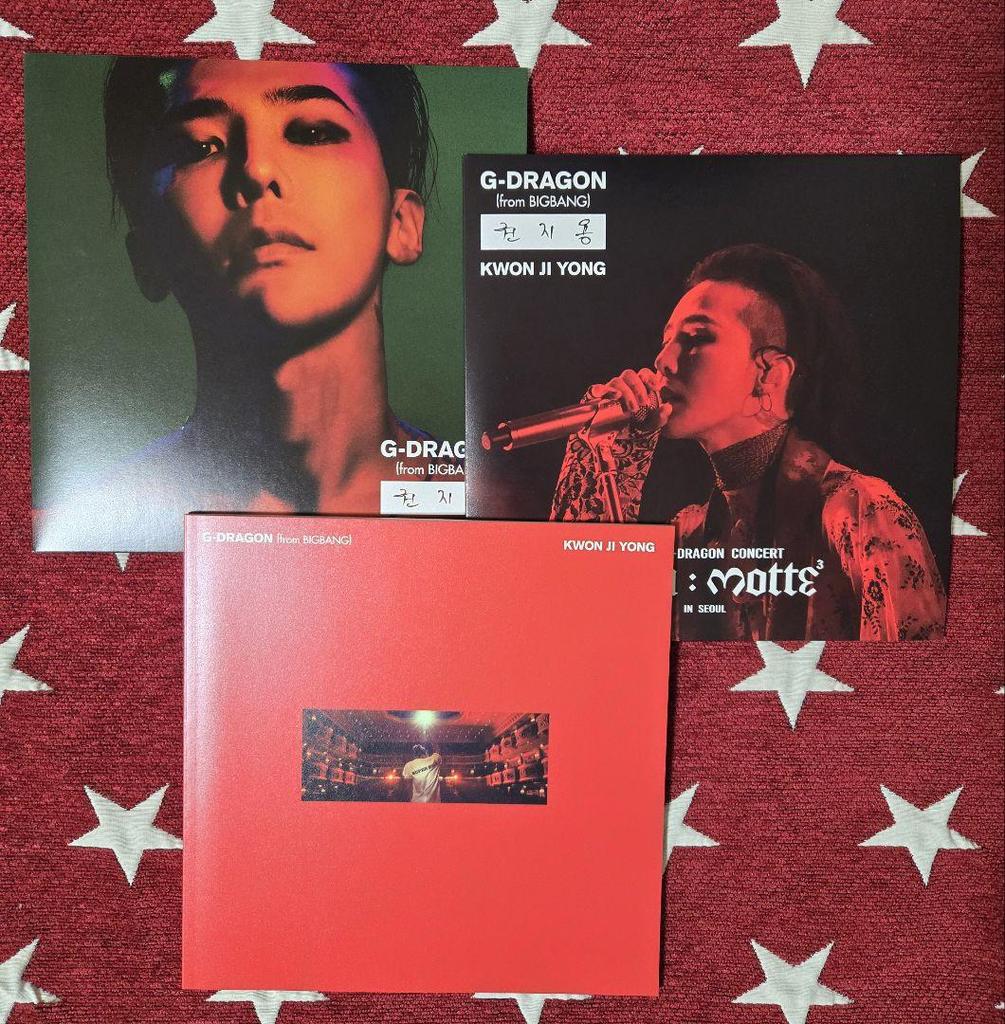 G-DRAG
(from BIGBA
권 지
G-DRAGON
(from BIGBANG)
권 지 용
KWON JI YONG
-DRAGON CONCERT
: MOTTE³
IN SEOUL
G-DRAGON (from BIGBANG)
KWON JI YONG